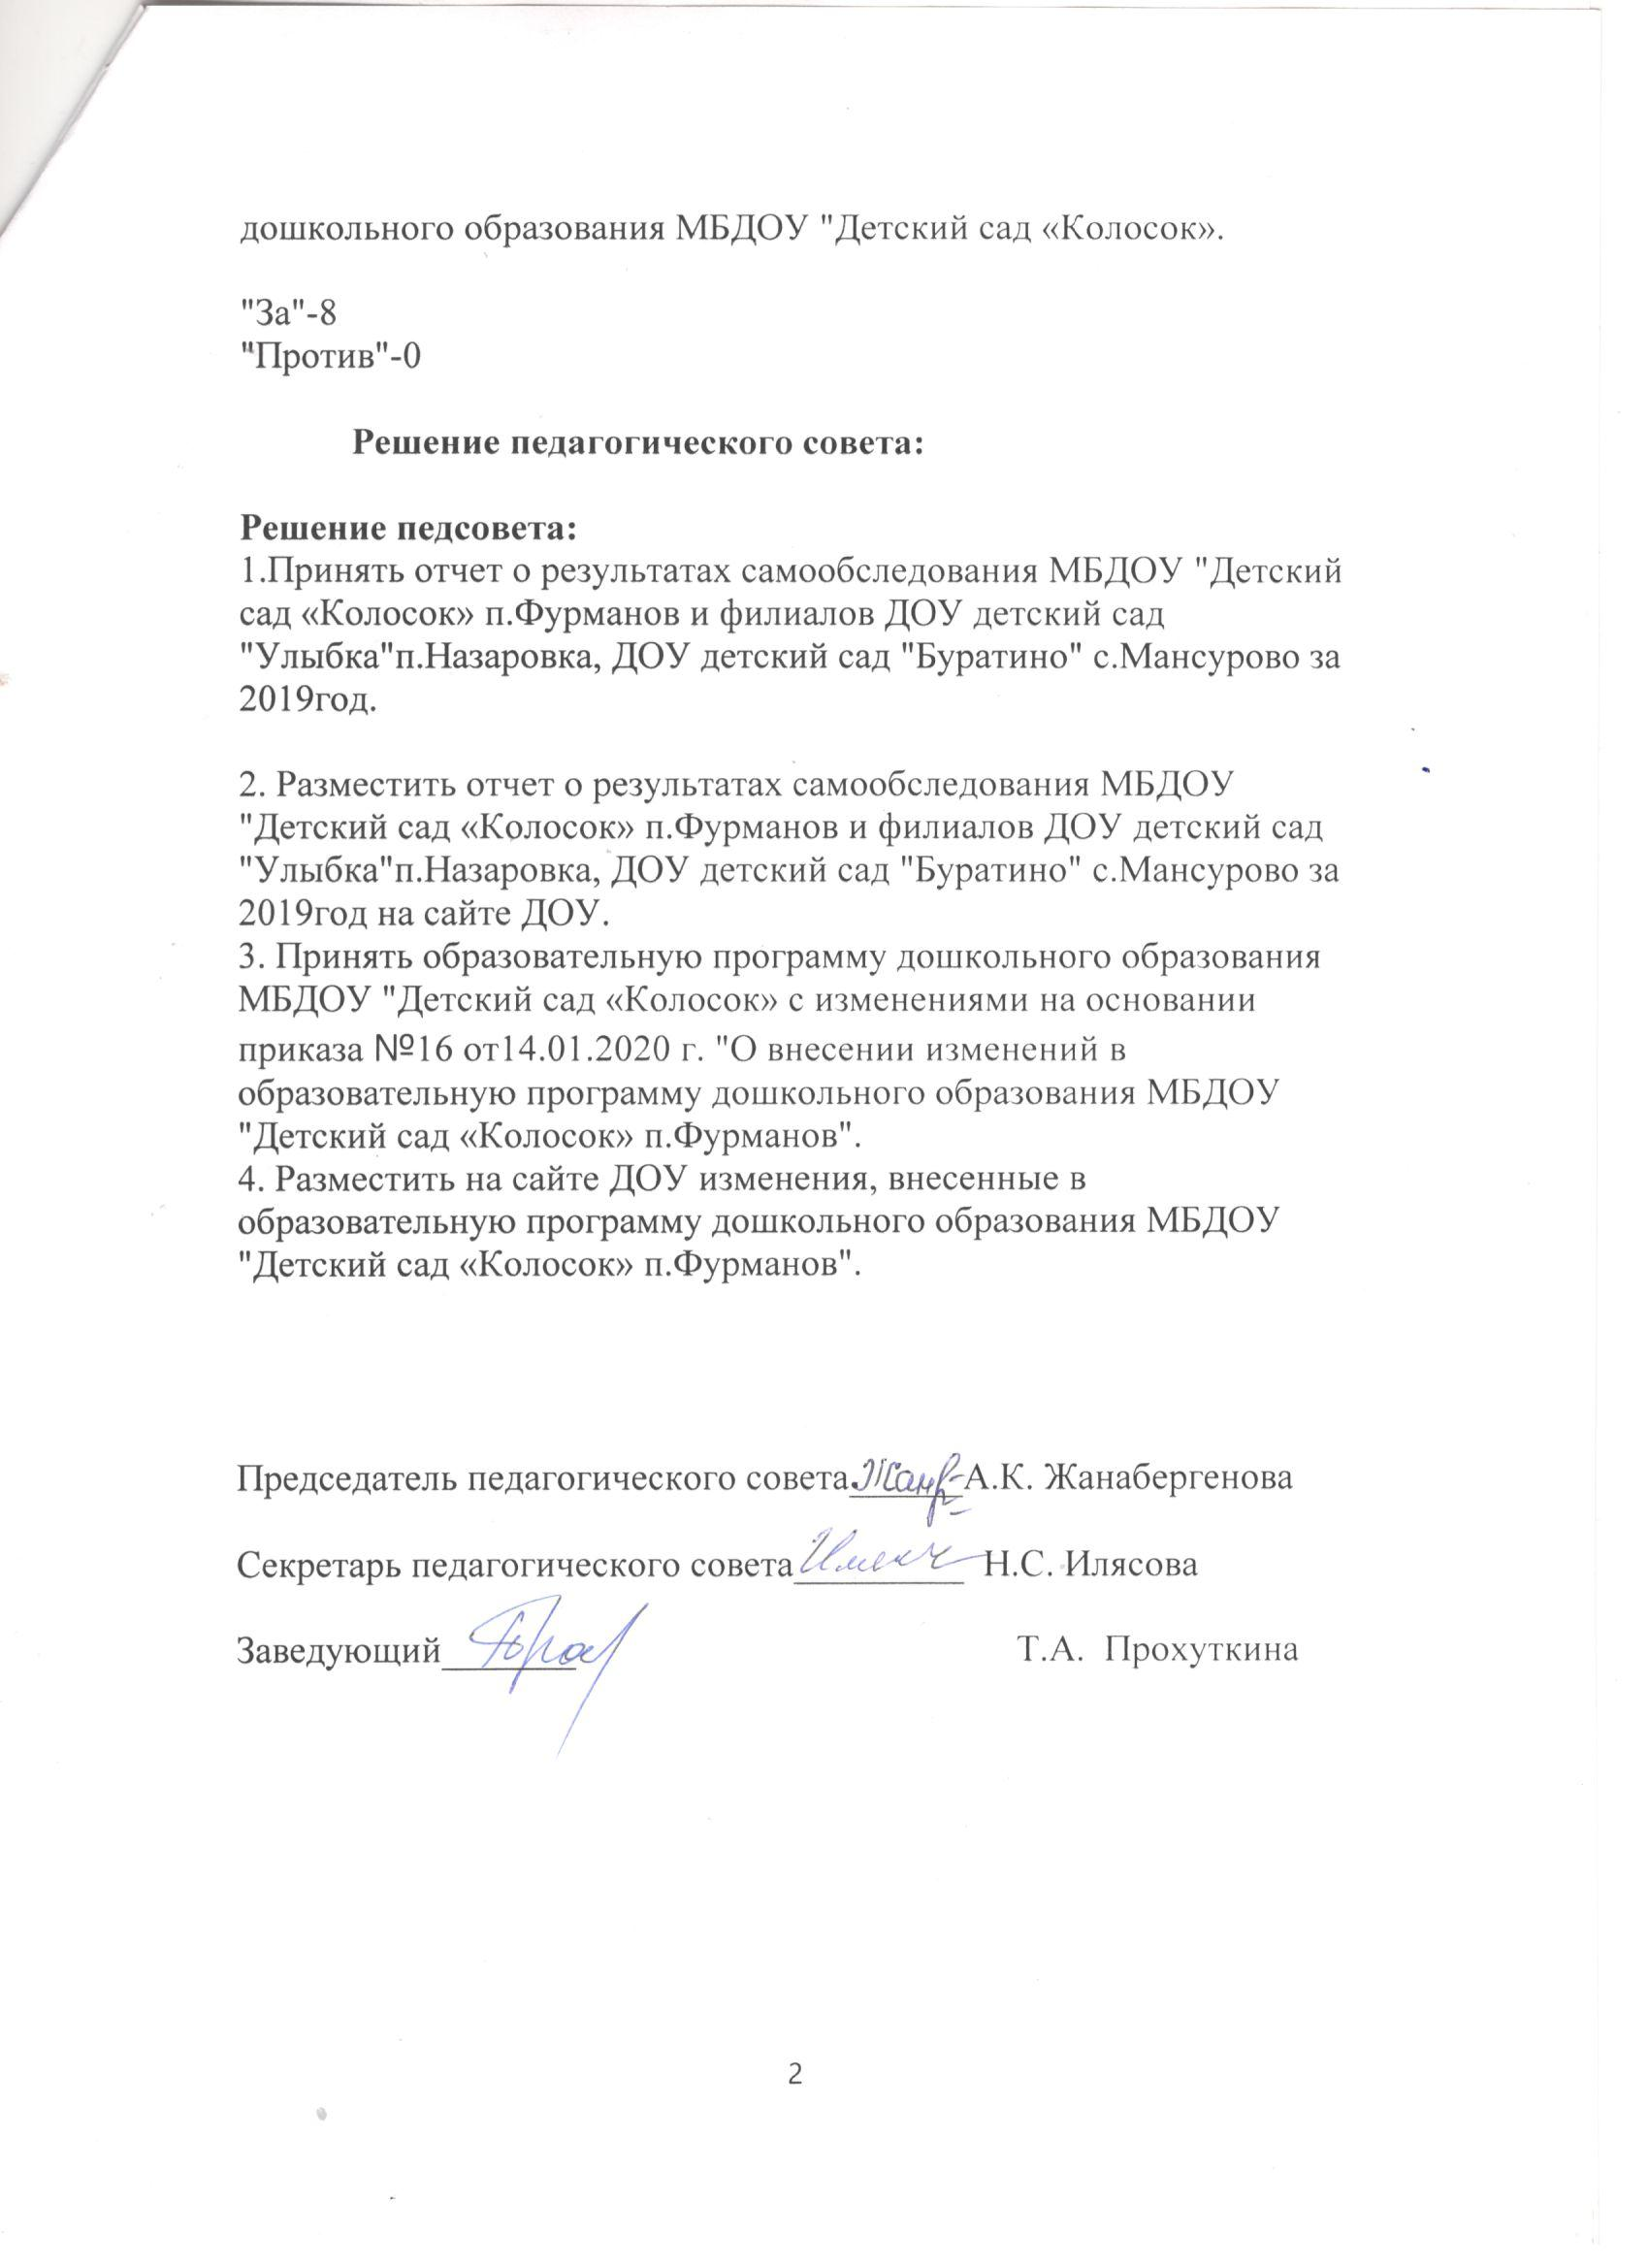 дошкольного образования МБДОУ "Детский сад «Колосок».
"За"-8
"Против"-0
Решение педагогического совета:
Решение педсовета:
1.Принять отчет о результатах самообследования МБДОУ "Детский
сад «Колосок» п.Фурманов и филиалов ДОУ детский сад
"Улыбка"п.Назаровка, ДОУ детский сад "Буратино" с.Мансурово за
2019год.
2. Разместить отчет о результатах самообследования МБДОУ
"Детский сад «Колосок» п.Фурманов и филиалов ДОУ детский сад
"Улыбка"п.Назаровка, ДОУ детский сад "Буратино" с.Мансурово за
2019год на сайте ДОУ.
3. Принять образовательную программу дошкольного образования
МБДОУ "Детский сад «Колосок» с изменениями на основании
приказа №16 от14.01.2020 г. "О внесении изменений в
образовательную программу дошкольного образования МБДОУ
"Детский сад «Колосок» п.Фурманов".
4. Разместить на сайте ДОУ изменения, внесенные в
образовательную программу дошкольного образования МБДОУ
"Детский сад «Колосок» п.Фурманов".
Председатель педагогического совета А.К. Жанабергенова
Секретарь педагогического совета Н.С. Илясова
Заведующий Т.А. Прохуткина
2